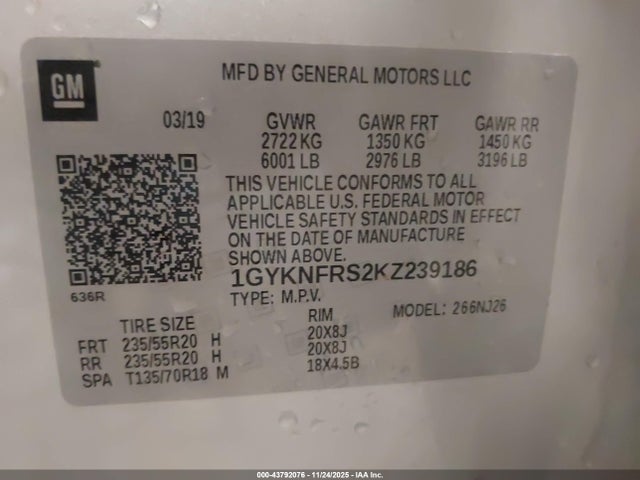 GM
MFD BY GENERAL MOTORS LLC
03/19 GVWR GAWR FRT GAWR RR
2722 KG 1350 KG 1450 KG
6001 LB 2976 LB 3196 LB
THIS VEHICLE CONFORMS TO ALL
APPLICABLE U.S. FEDERAL MOTOR
VEHICLE SAFETY STANDARDS IN EFFECT
ON THE DATE OF MANUFACTURE
SHOWN ABOVE.
1GYKNFRS2KZ239186
636R
TYPE: M.P.V. MODEL: 266NJ26
TIRE SIZE RIM
FRT 235/55R20 H 20X8J
RR 235/55R20 H 20X8J
SPA T135/70R18 M 18X4.5B
000-43792076 - 11/24/2025 - IAA Inc.